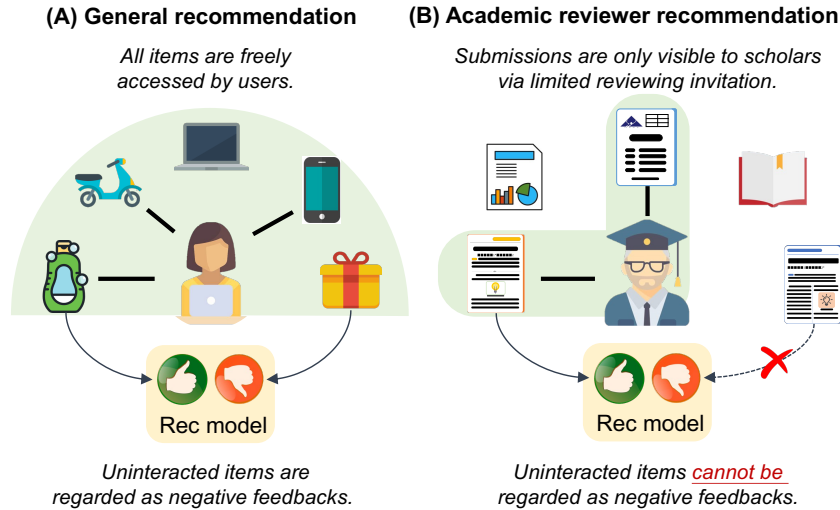 (A) General recommendation
All items are freely
accessed by users.
Rec model
Uninteracted items are
regarded as negative feedbacks.
(B) Academic reviewer recommendation
Submissions are only visible to scholars
via limited reviewing invitation.
Rec model
Uninteracted items cannot be
regarded as negative feedbacks.